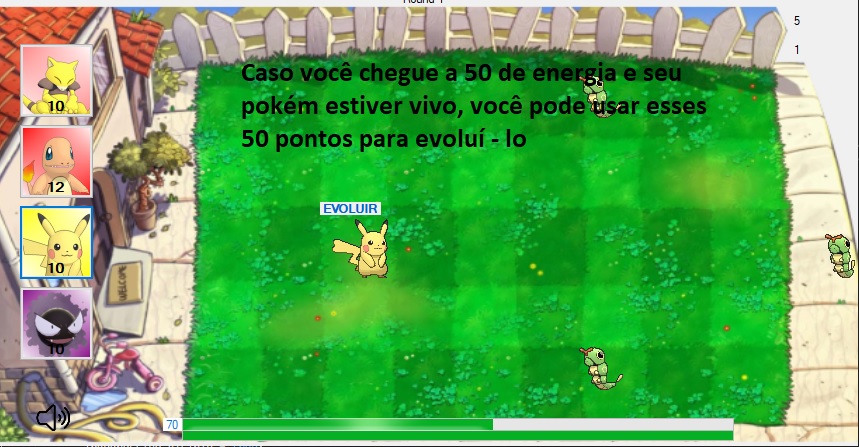 5
1
Caso você chegue a 50 de energia e seu
pokém estiver vivo, você pode usar esses
50 pontos para evoluí - lo
10
12
EVOLUIR
10
WELCOME
10
70